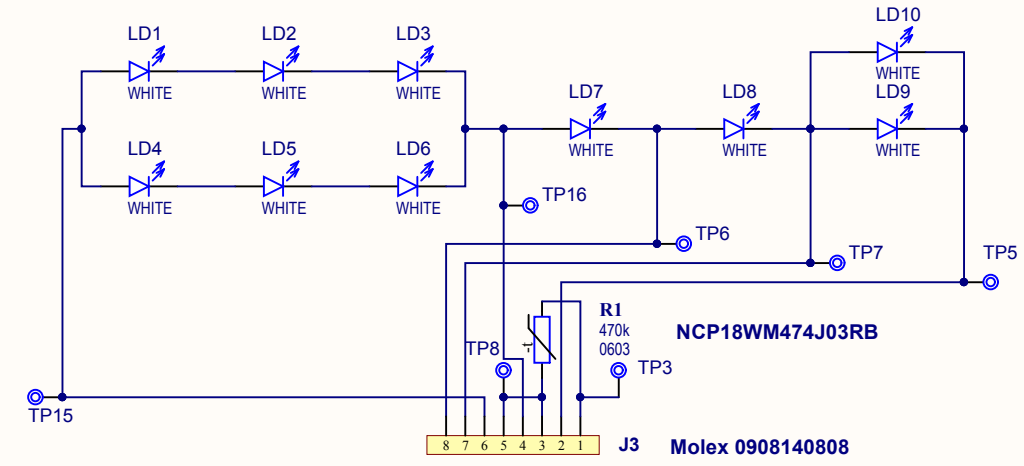 LD10
LD1
LD2
LD3
WHITE
WHITE
WHITE
WHITE
LD7
LD8
LD9
WHITE
WHITE
WHITE
LD4
LD5
LD6
WHITE
WHITE
WHITE
TP16
TP6
TP7
TP5
R1
470k
0603
NCP18WM474J03RB
-t
TP8
TP3
TP15
8 7 6 5 4 3 2 1
J3
Molex 0908140808